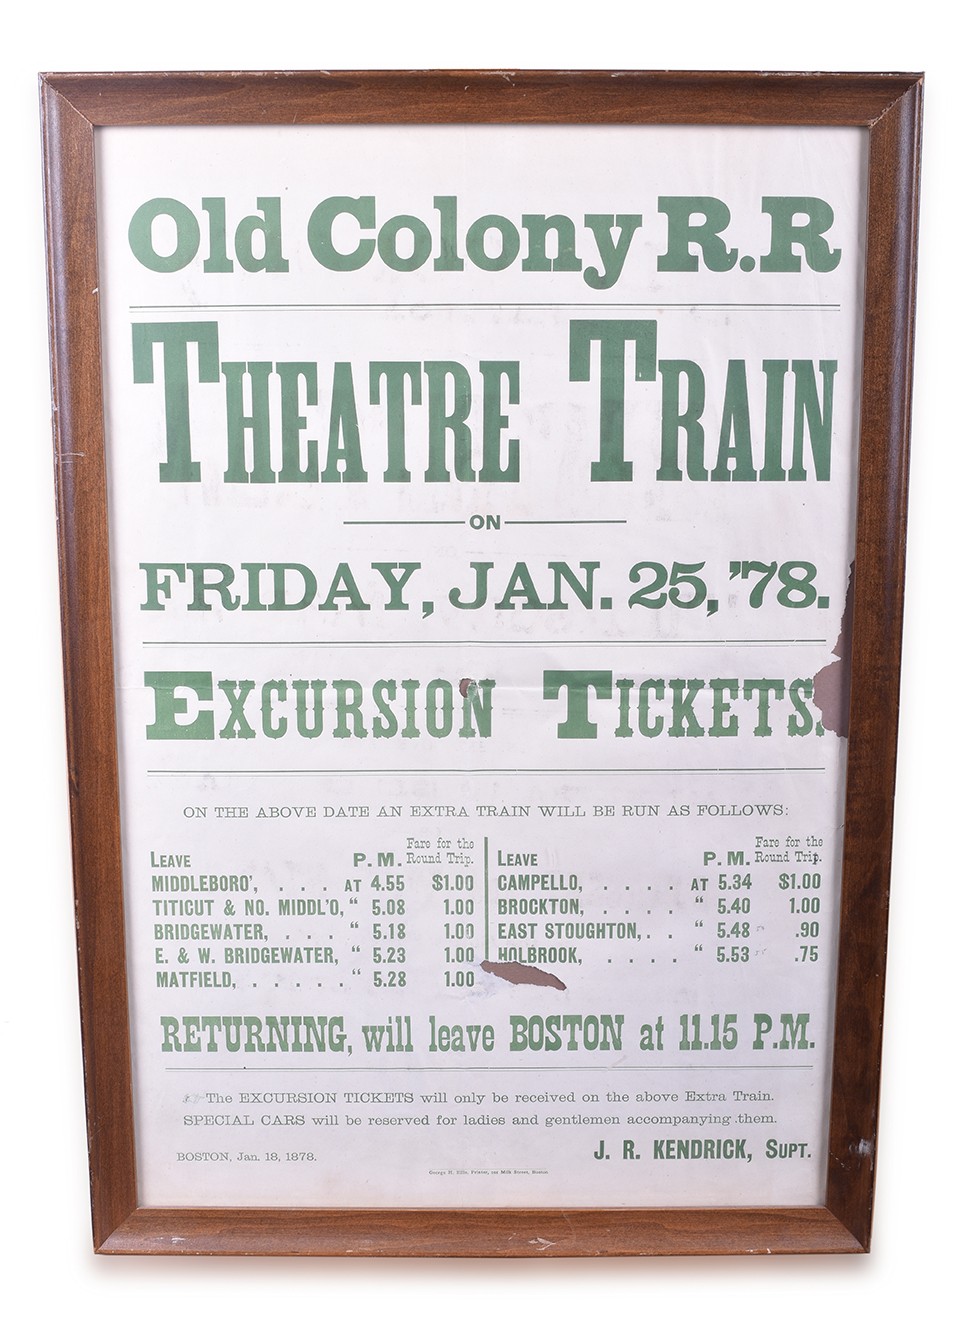 Old Colony R.R
THEATRE TRAIN
ON
FRIDAY, JAN. 25, '78.
EXCURSION TICKETS.
ON THE ABOVE DATE AN EXTRA TRAIN WILL BE RUN AS FOLLOWS:
LEAVE P. M. Fare for the Round Trip.
MIDDLEBORO', . . . AT 4.55 $1.00
TITICUT & NO. MIDDL'O, “ 5.08 1.00
BRIDGEWATER, . . . “ 5.18 1.00
E. & W. BRIDGEWATER, “ 5.23 1.00
MATFIELD, . . . . . “ 5.28 1.00
LEAVE P. M. Fare for the Round Trip.
CAMPELLO, . . . . AT 5.34 $1.00
BROCKTON, . . . . “ 5.40 1.00
EAST STOUGHTON, . . “ 5.48 .90
HOLBROOK, . . . . “ 5.53 .75
RETURNING, will leave BOSTON at 11.15 P.M.
The EXCURSION TICKETS will only be received on the above Extra Train.
SPECIAL CARS will be reserved for ladies and gentlemen accompanying them.
J. R. KENDRICK, SUPT.
BOSTON, Jan. 18, 1878.
George H. Ellis, Printer, Milk Street, Boston.